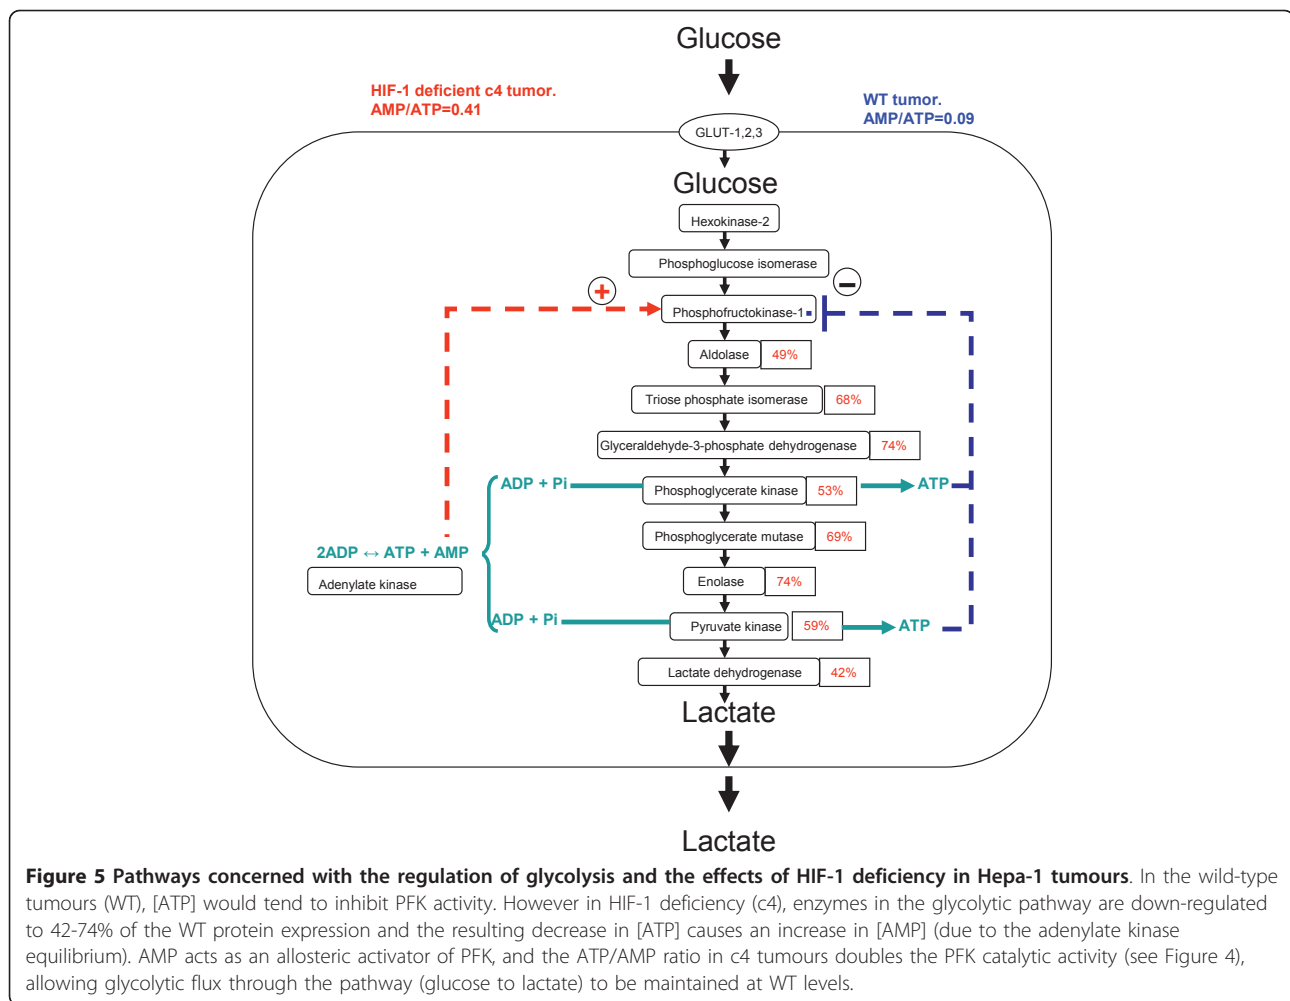 Glucose
HIF-1 deficient c4 tumor.
AMP/ATP=0.41
WT tumor.
AMP/ATP=0.09
GLUT-1,2,3
Glucose
Hexokinase-2
Phosphoglucose isomerase
+
−
Phosphofructokinase-1
Aldolase 49%
Triose phosphate isomerase 68%
Glyceraldehyde-3-phosphate dehydrogenase 74%
ADP + Pi Phosphoglycerate kinase 53% ATP
Phosphoglycerate mutase 69%
2ADP ↔ ATP + AMP
Adenylate kinase
Enolase 74%
ADP + Pi Pyruvate kinase 59% ATP
Lactate dehydrogenase 42%
Lactate
Lactate
Figure 5 Pathways concerned with the regulation of glycolysis and the effects of HIF-1 deficiency in Hepa-1 tumours. In the wild-type
tumours (WT), [ATP] would tend to inhibit PFK activity. However in HIF-1 deficiency (c4), enzymes in the glycolytic pathway are down-regulated
to 42-74% of the WT protein expression and the resulting decrease in [ATP] causes an increase in [AMP] (due to the adenylate kinase
equilibrium). AMP acts as an allosteric activator of PFK, and the ATP/AMP ratio in c4 tumours doubles the PFK catalytic activity (see Figure 4),
allowing glycolytic flux through the pathway (glucose to lactate) to be maintained at WT levels.